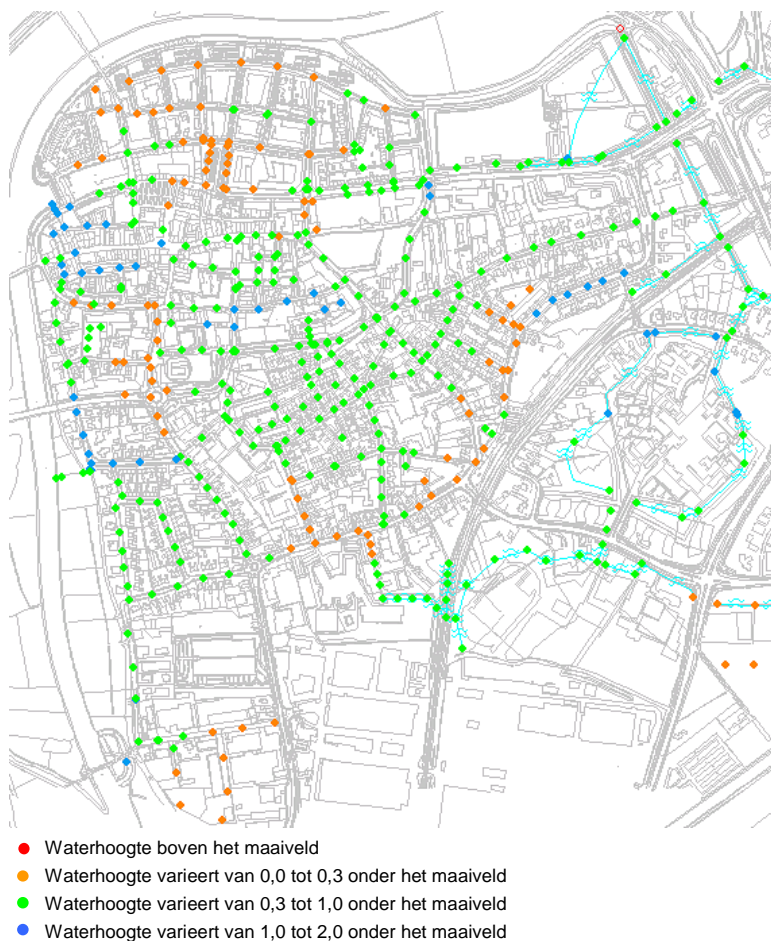 Waterhoogte boven het maaiveld
Waterhoogte varieert van 0,0 tot 0,3 onder het maaiveld
Waterhoogte varieert van 0,3 tot 1,0 onder het maaiveld
Waterhoogte varieert van 1,0 tot 2,0 onder het maaiveld